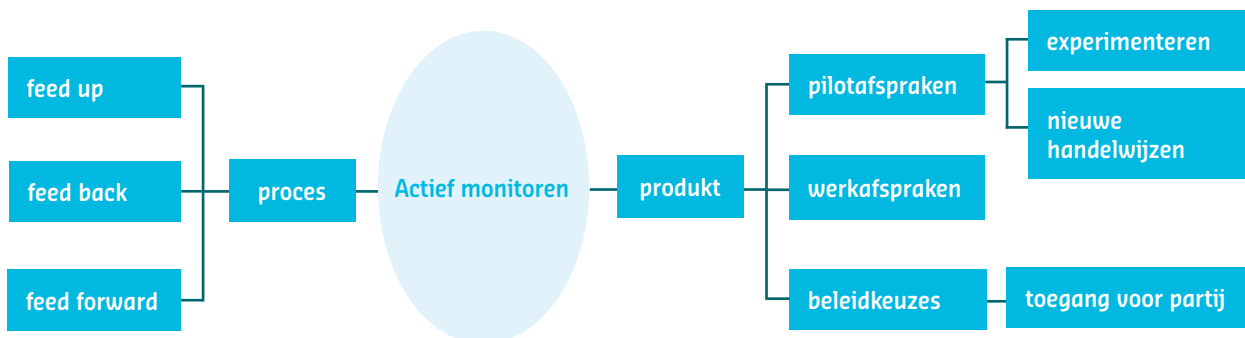 feed up
feed back
feed forward
proces
Actief monitoren
produkt
pilotafspraken
experimenteren
nieuwe
handelwijzen
werkafspraken
beleidkeuzes
toegang voor partij